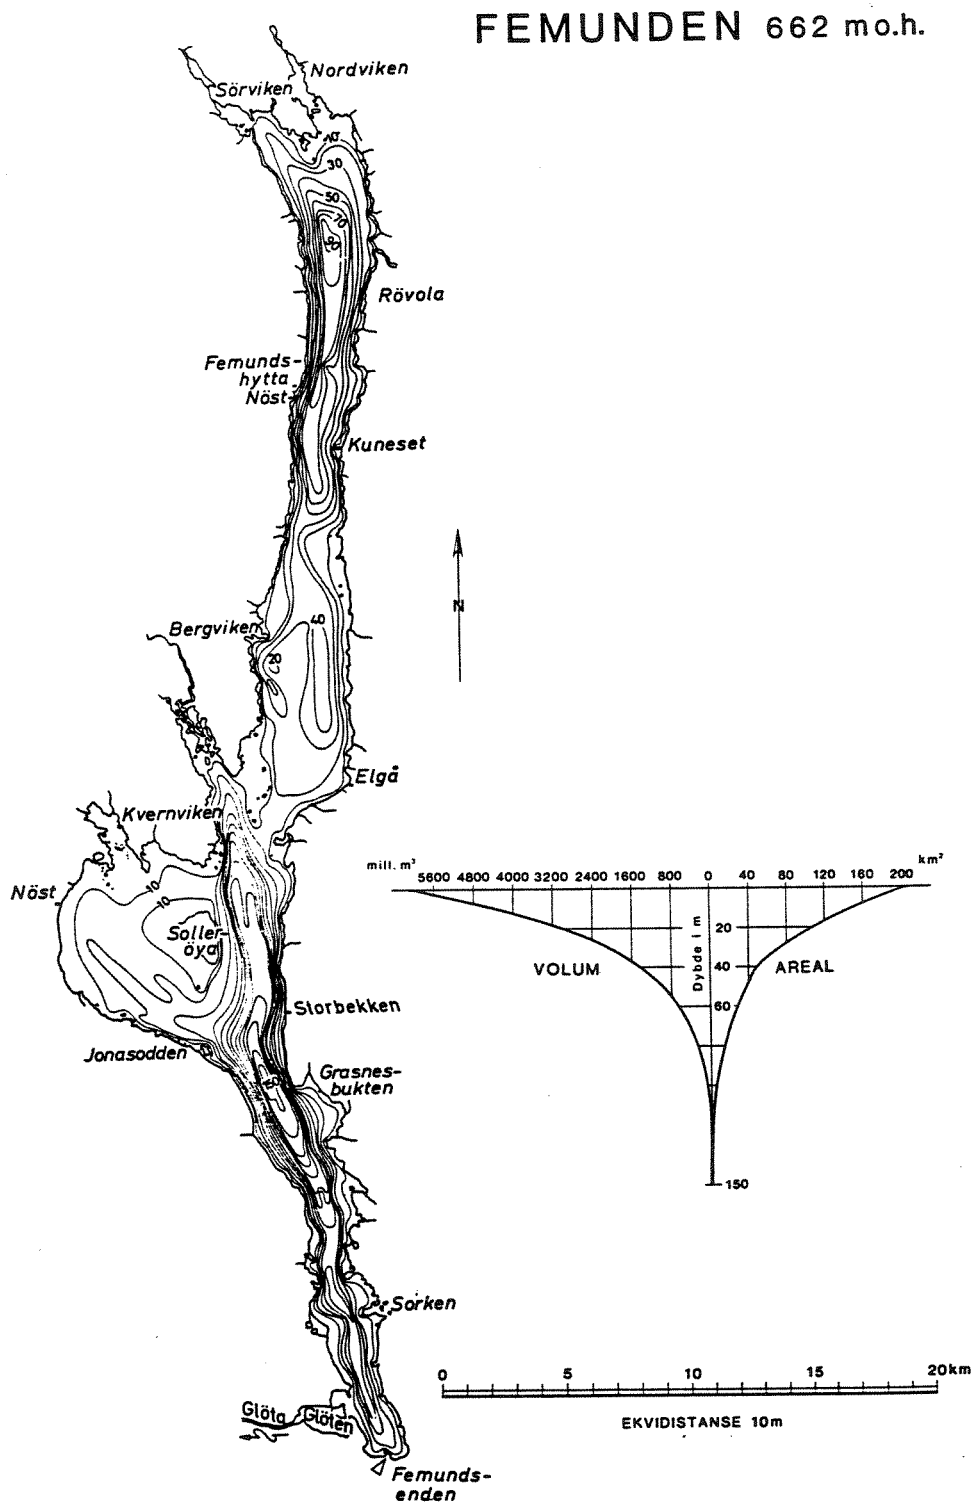 FEMUNDEN 662 mo.h.
Nordviken
Sörviken
10
30
50
70
90
Rövola
Femunds-
hytta
Nöst
Kuneset
N
40
Bergviken
20
Elgå
Kvernviken
mill. m³
km²
5600 4800 4000 3200 2400 1600 800 0 40 80 120 160 200
Nöst
10
10
Soller-
öya
20
VOLUM
Dybde i m
40
AREAL
60
Storbekken
Jonasodden
Grasnes-
bukten
150
150
Sorken
0 5 10 15 20km
Glöta
Glöten
EKVIDISTANSE 10m
Femunds-
enden